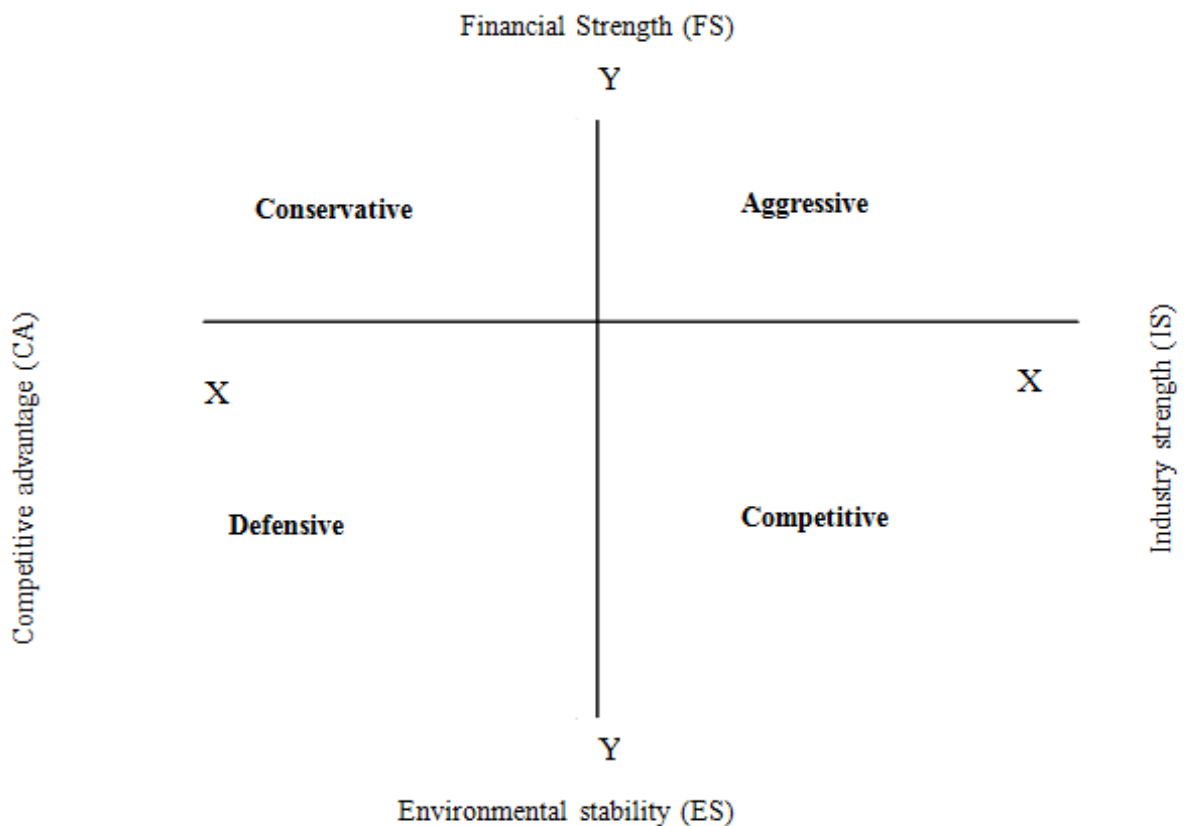 Financial Strength (FS)
Y
Conservative
Aggressive
Competitive advantage (CA)
X
X
Industry strength (IS)
Defensive
Competitive
Y
Environmental stability (ES)